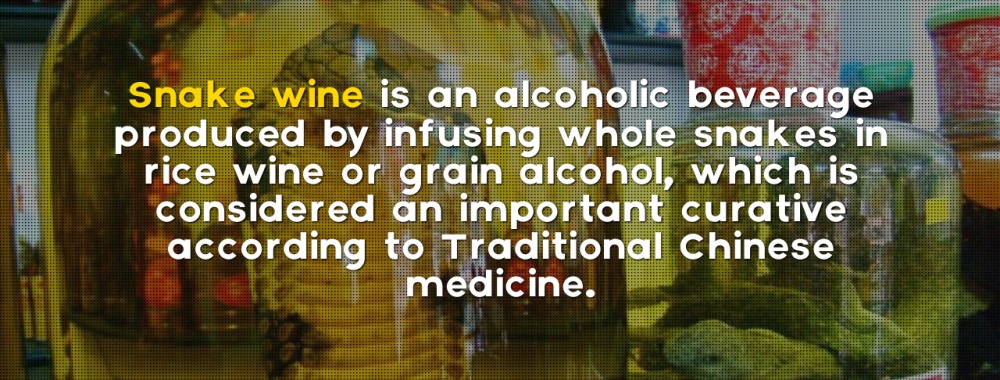 Snake wine is an alcoholic beverage
produced by infusing whole snakes in
rice wine or grain alcohol, which is
considered an important curative
according to Traditional Chinese
medicine.